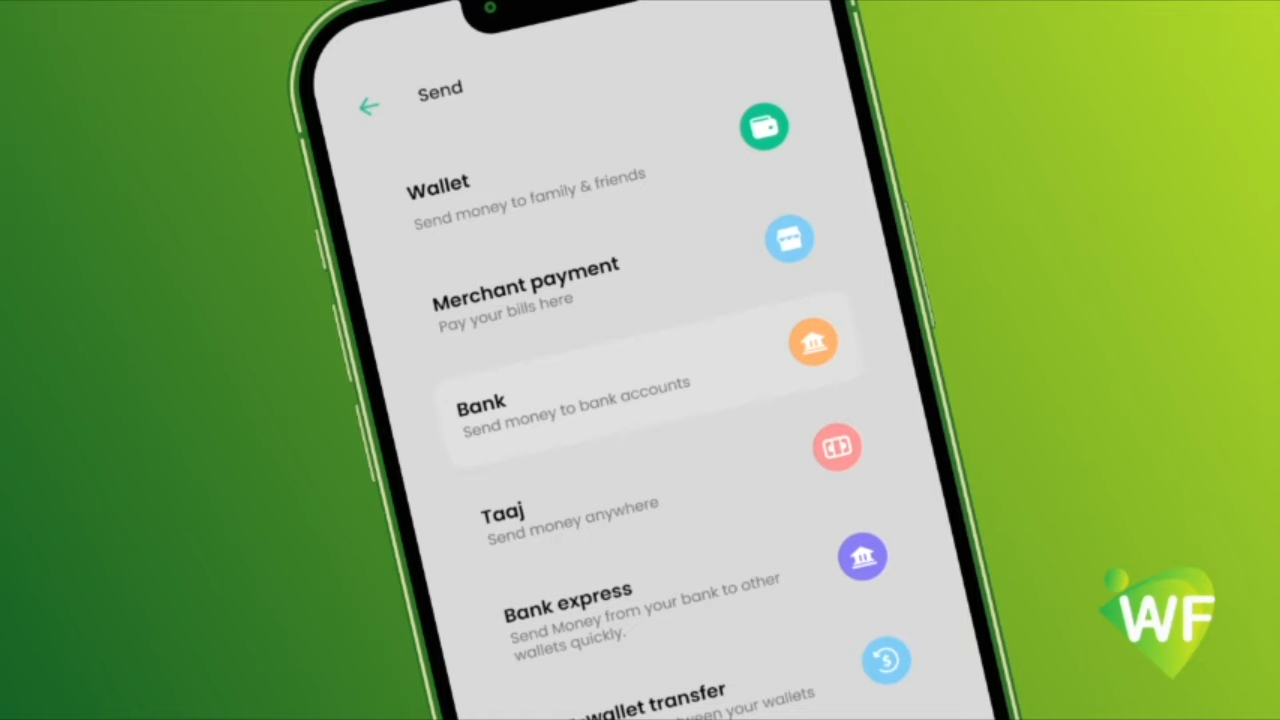 Send
Wallet
Send money to family & friends
Merchant payment
Pay your bills here
Bank
Send money to bank accounts
Taaj
Send money anywhere
Bank express
Send Money from your bank to other
wallets quickly.
wallet transfer
between your wallets
WF